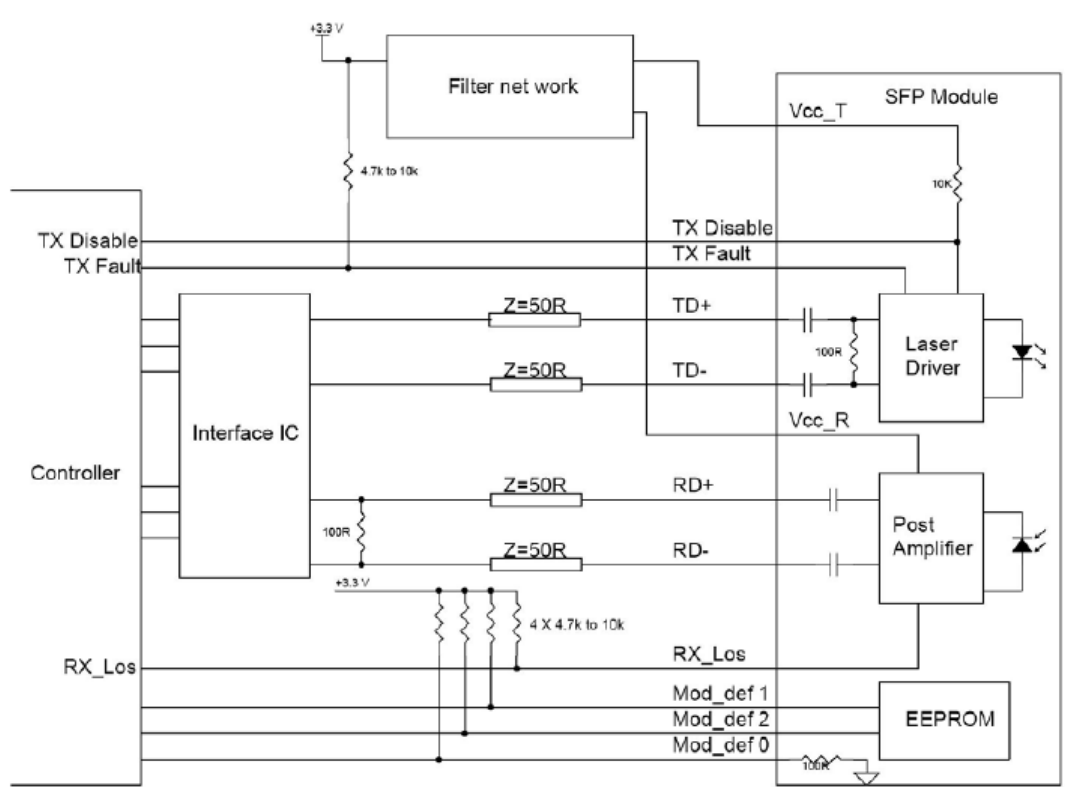 +3.3 V
Filter net work
SFP Module
Vcc_T
4.7k to 10k
10K
TX Disable
TX Disable
TX Fault
TX Fault
Z=50R
TD+
100R
Laser
Driver
Z=50R
TD-
Vcc_R
Interface IC
Controller
Z=50R
RD+
100R
Post
Amplifier
Z=50R
RD-
+3.3 V
4 X 4.7k to 10k
RX_Los
RX_Los
Mod_def 1
Mod_def 2
EEPROM
Mod_def 0
100R